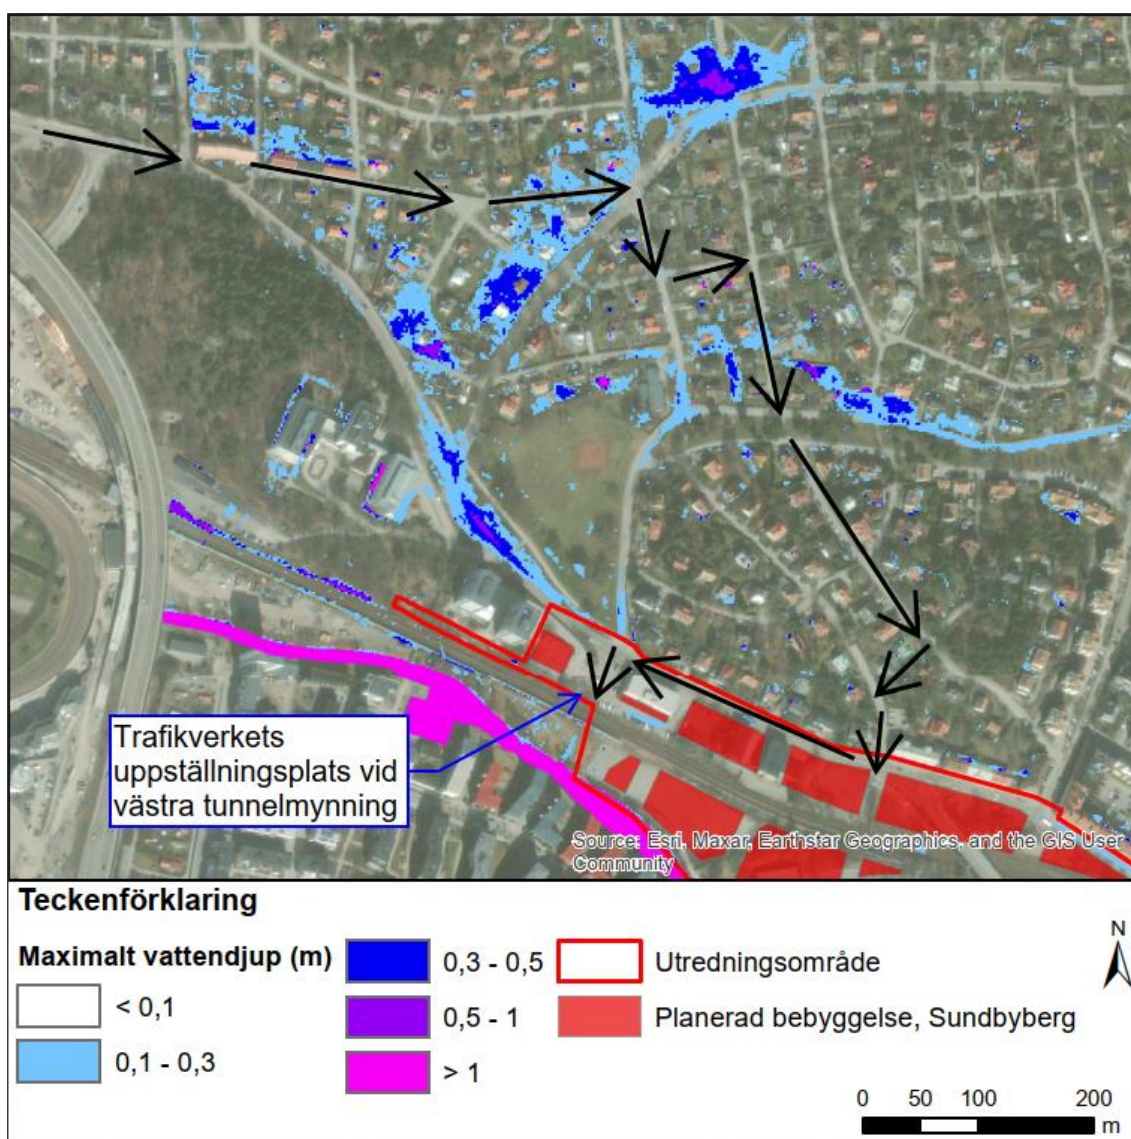 Trafikverkets
uppställningsplats vid
västra tunnelmynning
Source: Esri, Maxar, Earthstar Geographics, and the GIS User
Community
Teckenförklaring
Maximalt vattendjup (m)
< 0,1
0,1 - 0,3
0,3 - 0,5
0,5 - 1
> 1
Utredningsområde
Planerad bebyggelse, Sundbyberg
N
0 50 100 200
m